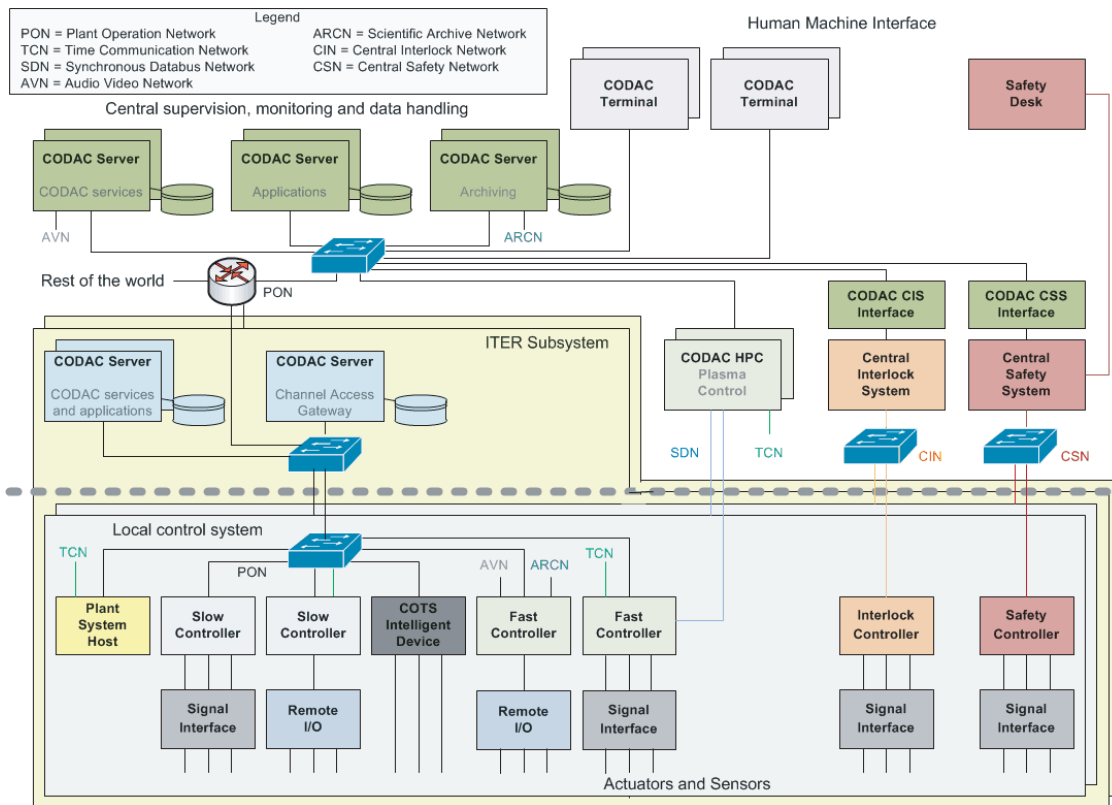 Legend
PON = Plant Operation Network
TCN = Time Communication Network
SDN = Synchronous Databus Network
AVN = Audio Video Network
ARCN = Scientific Archive Network
CIN = Central Interlock Network
CSN = Central Safety Network
Human Machine Interface
CODAC
Terminal
CODAC
Terminal
Safety
Desk
Central supervision, monitoring and data handling
CODAC Server
CODAC services
CODAC Server
Applications
CODAC Server
Archiving
AVN
ARCN
Rest of the world
PON
CODAC CIS
Interface
CODAC CSS
Interface
ITER Subsystem
CODAC Server
CODAC services
and applications
CODAC Server
Channel Access
Gateway
CODAC HPC
Plasma
Control
Central
Interlock
System
Central
Safety
System
SDN
TCN
CIN
CSN
Local control system
TCN
PON
AVN
ARCN
TCN
Plant
System
Host
Slow
Controller
Slow
Controller
COTS
Intelligent
Device
Fast
Controller
Fast
Controller
Interlock
Controller
Safety
Controller
Signal
Interface
Remote
I/O
Remote
I/O
Signal
Interface
Signal
Interface
Signal
Interface
Actuators and Sensors